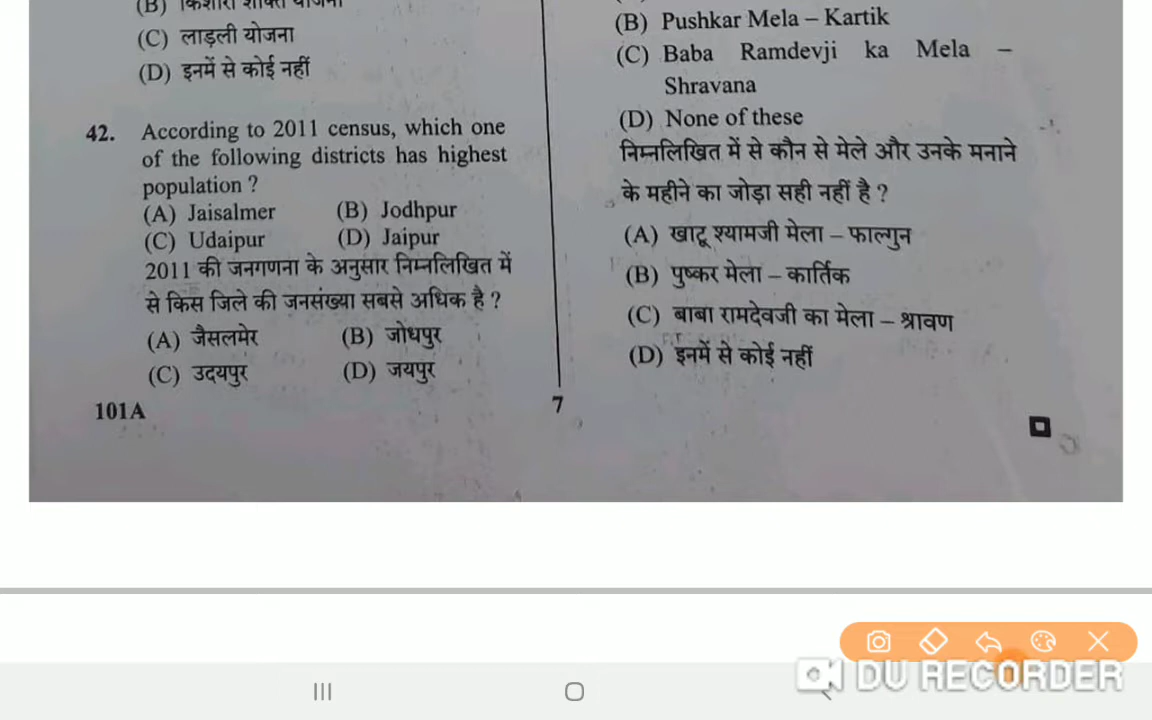 (B) किशोरी शक्ति योजना
(C) लाड़ली योजना
(D) इनमें से कोई नहीं
42. According to 2011 census, which one
of the following districts has highest
population ?
(A) Jaisalmer (B) Jodhpur
(C) Udaipur (D) Jaipur
2011 की जनगणना के अनुसार निम्नलिखित में
से किस जिले की जनसंख्या सबसे अधिक है ?
(A) जैसलमेर (B) जोधपुर
(C) उदयपुर (D) जयपुर
(B) Pushkar Mela – Kartik
(C) Baba Ramdevji ka Mela –
Shravana
(D) None of these
निम्नलिखित में से कौन से मेले और उनके मनाने
के महीने का जोड़ा सही नहीं है ?
(A) खाटू श्यामजी मेला – फाल्गुन
(B) पुष्कर मेला – कार्तिक
(C) बाबा रामदेवजी का मेला – श्रावण
(D) इनमें से कोई नहीं
101A
7
DU RECORDER